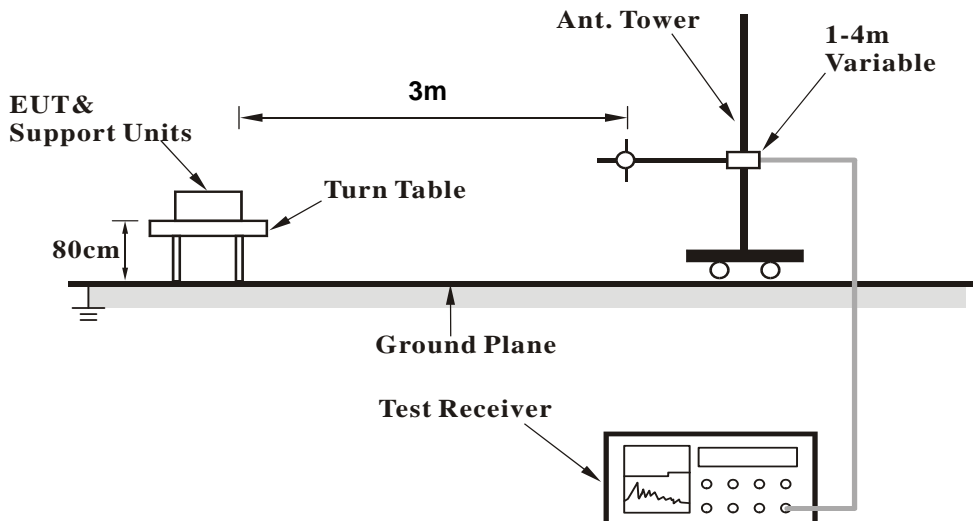 Ant. Tower
1-4m
Variable
3m
EUT&
Support Units
Turn Table
80cm
Ground Plane
Test Receiver